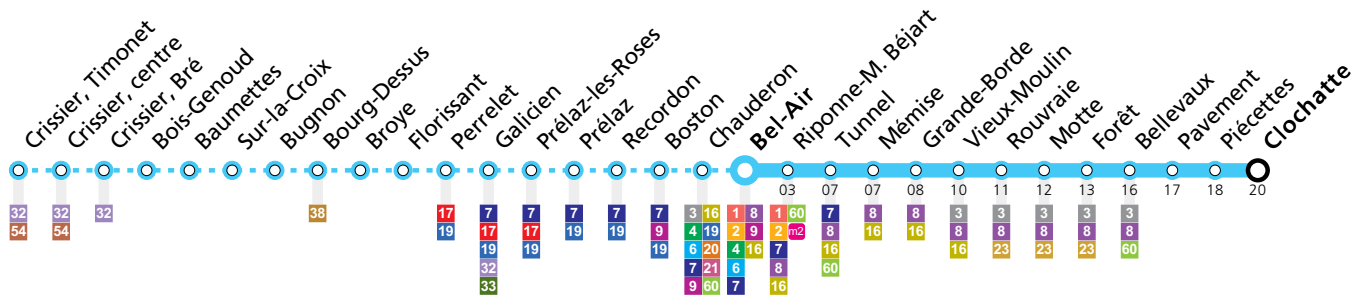 Crissier, Timonet
Crissier, centre
Crissier, Bré
Bois-Genoud
Baumettes
Sur-la-Croix
Bugnon
Bourg-Dessus
Broye
Florissant
Perrelet
Galicien
Prélaz-les-Roses
Prélaz
Recordon
Boston
Chauderon
Bel-Air
Riponne-M. Béjart
Tunnel
Mémise
Grande-Borde
Vieux-Moulin
Rouvraie
Motte
Forêt
Bellevaux
Pavement
Piécettes
Clochatte
03 07 07 08 10 11 12 13 16 17 18 20
32 32 32 38 17 7 7 7 7 7 3 16 1 8 1 60 7 8 8 3 3 3 3 3
54 54 19 17 17 19 19 9 4 19 2 9 2 m2 8 16 16 8 8 8 8 8
19 19 19 6 20 4 16 7 16 16 23 23 23 60
32 7 21 6 8 60
33 9 60 7 16